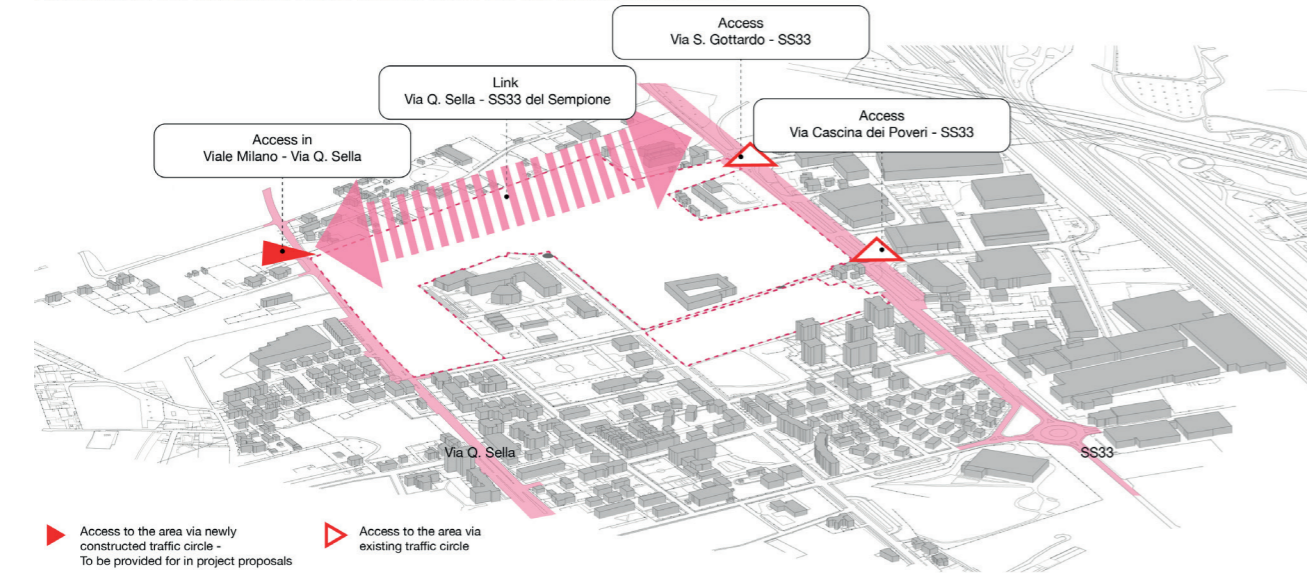 Access
Via S. Gottardo - SS33
Link
Via Q. Sella - SS33 del Sempione
Access
Via Cascina dei Poveri - SS33
Access in
Viale Milano - Via Q. Sella
Via Q. Sella
SS33
Access to the area via newly
constructed traffic circle -
To be provided for in project proposals
Access to the area via
existing traffic circle